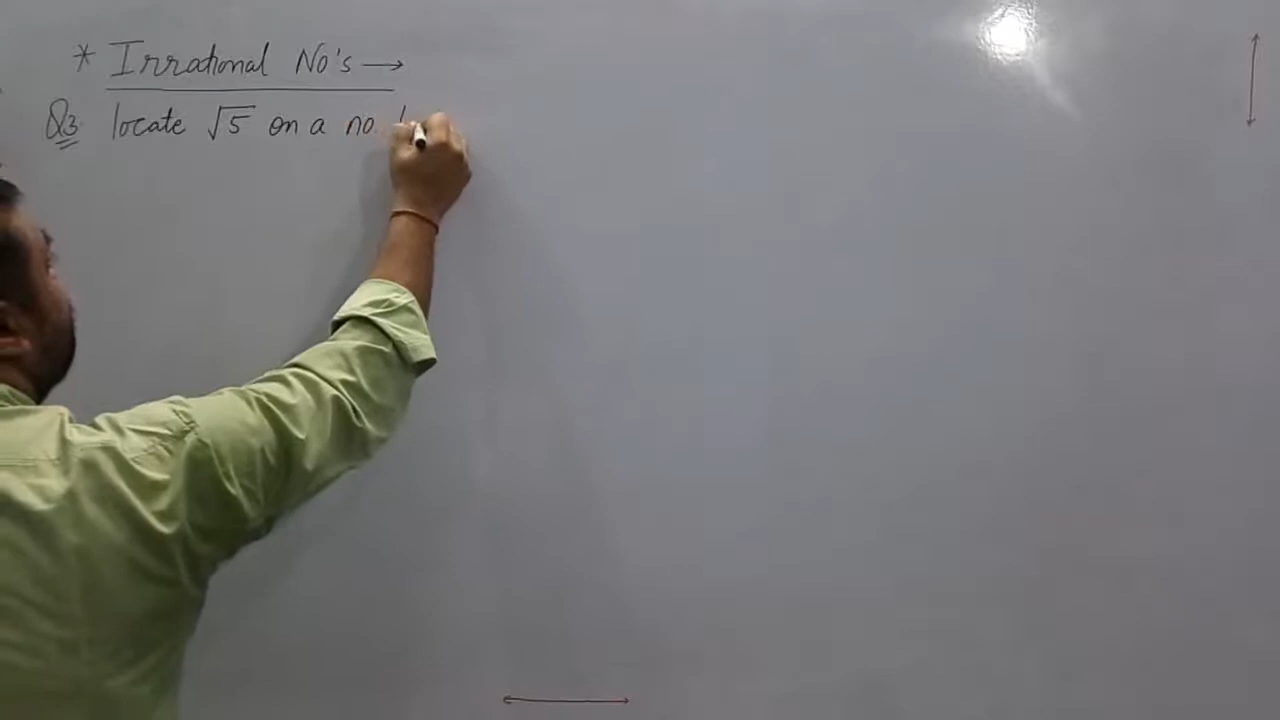 * Irrational No's →
Q3. locate √5 on a no.